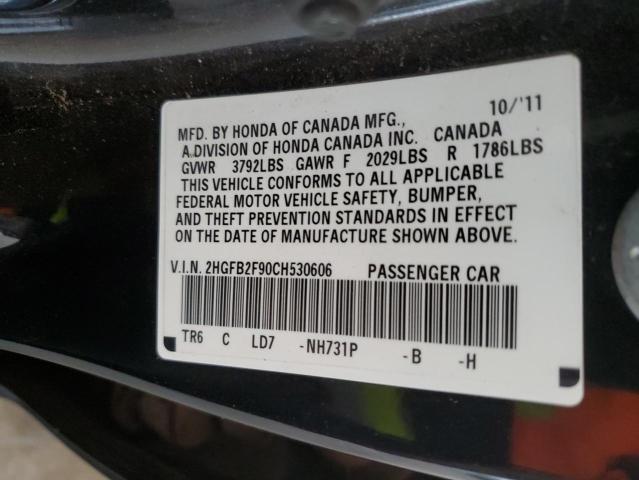 10/'11
MFD. BY HONDA OF CANADA MFG.,
A DIVISION OF HONDA CANADA INC. CANADA
GVWR 3792LBS GAWR F 2029LBS R 1786LBS
THIS VEHICLE CONFORMS TO ALL APPLICABLE
FEDERAL MOTOR VEHICLE SAFETY, BUMPER,
AND THEFT PREVENTION STANDARDS IN EFFECT
ON THE DATE OF MANUFACTURE SHOWN ABOVE.
V.I.N. 2HGFB2F90CH530606 PASSENGER CAR
TR6 C LD7 -NH731P -B -H